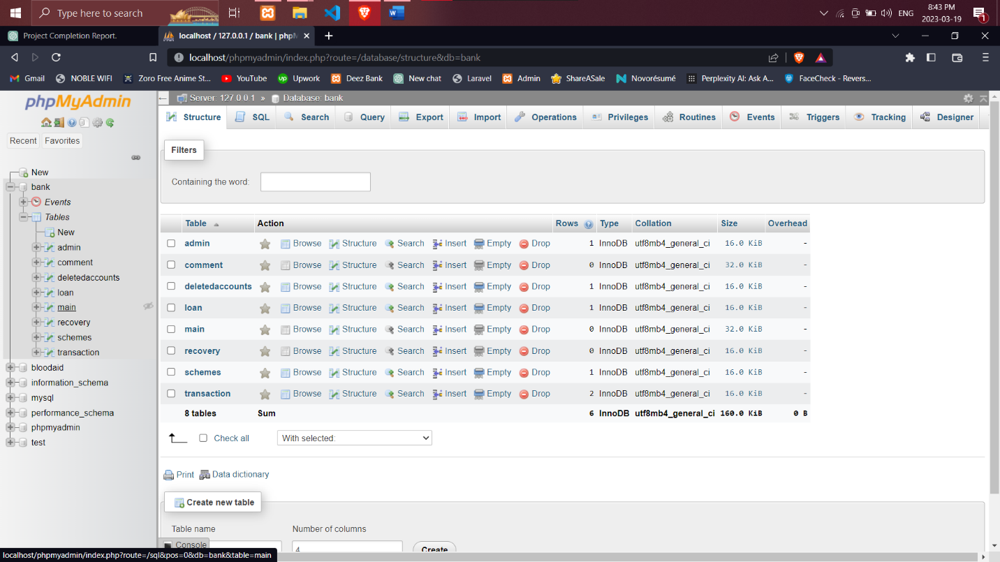 Type here to search
ENG
8:43 PM
2023-03-19
1
Project Completion Report.
localhost / 127.0.0.1 / bank | phpM
localhost/phpmyadmin/index.php?route=/database/structure&db=bank
Gmail NOBLE WIFI Zoro Free Anime St... YouTube Upwork Deez Bank New chat Laravel Admin ShareASale Novorésumé Perplexity AI: Ask A... FaceCheck - Revers...
phpMyAdmin
Recent Favorites
New
bank
Events
Tables
New
admin
comment
deletedaccounts
loan
main
recovery
schemes
transaction
bloodaid
information_schema
mysql
performance_schema
phpmyadmin
test
Server: 127.0.0.1 » Database: bank
Structure SQL Search Query Export Import Operations Privileges Routines Events Triggers Tracking Designer
Filters
Containing the word:
Table Action Rows Type Collation Size Overhead
admin Browse Structure Search Insert Empty Drop 1 InnoDB utf8mb4_general_ci 16.0 KiB -
comment Browse Structure Search Insert Empty Drop 0 InnoDB utf8mb4_general_ci 32.0 KiB -
deletedaccounts Browse Structure Search Insert Empty Drop 1 InnoDB utf8mb4_general_ci 16.0 KiB -
loan Browse Structure Search Insert Empty Drop 1 InnoDB utf8mb4_general_ci 16.0 KiB -
main Browse Structure Search Insert Empty Drop 0 InnoDB utf8mb4_general_ci 32.0 KiB -
recovery Browse Structure Search Insert Empty Drop 0 InnoDB utf8mb4_general_ci 16.0 KiB -
schemes Browse Structure Search Insert Empty Drop 1 InnoDB utf8mb4_general_ci 16.0 KiB -
transaction Browse Structure Search Insert Empty Drop 2 InnoDB utf8mb4_general_ci 16.0 KiB -
8 tables Sum 6 InnoDB utf8mb4_general_ci 160.0 KiB 0 B
Check all With selected:
Print Data dictionary
Create new table
Table name Number of columns
Console 4 Create
localhost/phpmyadmin/index.php?route=/sql&pos=0&db=bank&table=main